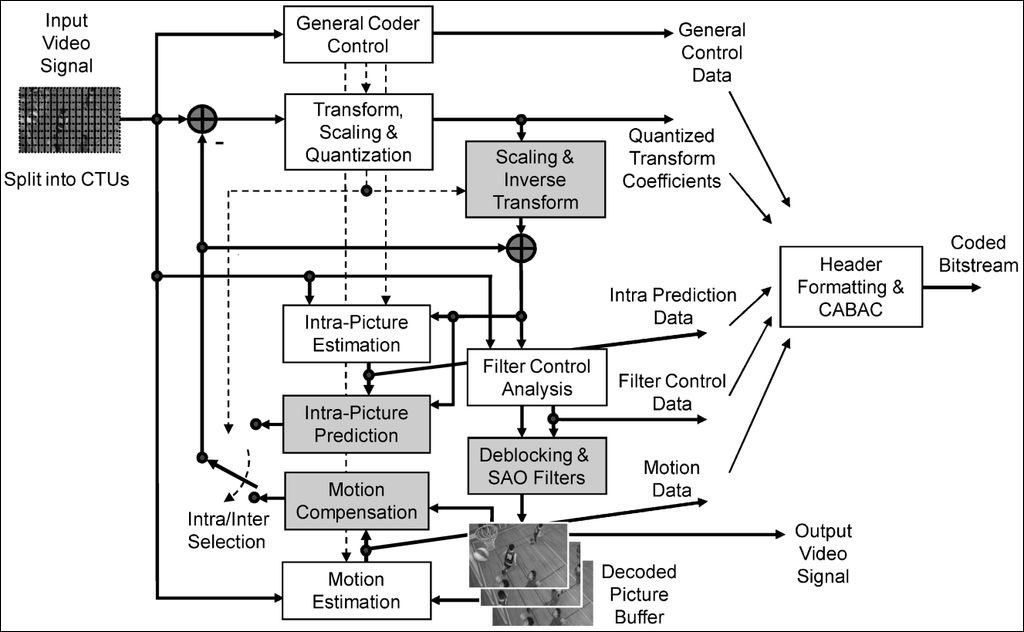 Input
Video
Signal
Split into CTUs
General Coder
Control
General
Control
Data
Transform,
Scaling &
Quantization
-
Quantized
Transform
Coefficients
Scaling &
Inverse
Transform
Header
Formatting &
CABAC
Coded
Bitstream
Intra-Picture
Estimation
Intra Prediction
Data
Filter Control
Analysis
Filter Control
Data
Intra-Picture
Prediction
Deblocking &
SAO Filters
Motion
Compensation
Motion
Data
Intra/Inter
Selection
Motion
Estimation
Output
Video
Signal
Decoded
Picture
Buffer